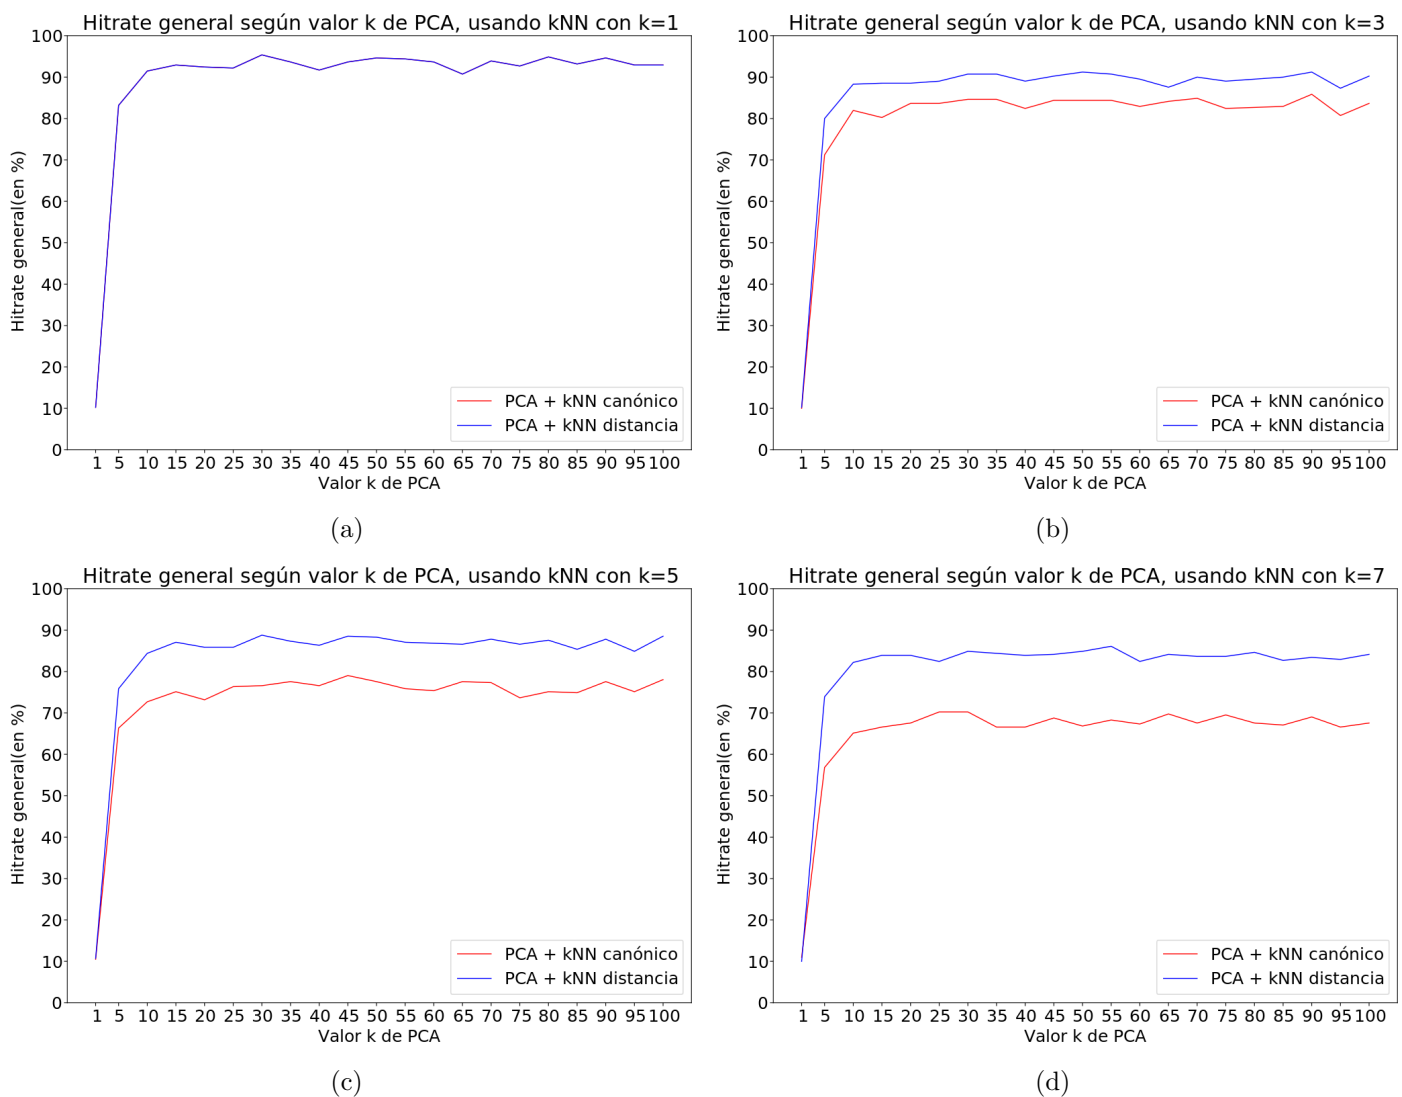 Hitrate general según valor k de PCA, usando kNN con k=1
100
90
80
70
60
50
40
30
20
10
0
Hitrate general(en %)
PCA + kNN canónico
PCA + kNN distancia
1 5 10 15 20 25 30 35 40 45 50 55 60 65 70 75 80 85 90 95 100
Valor k de PCA
(a)
Hitrate general según valor k de PCA, usando kNN con k=3
100
90
80
70
60
50
40
30
20
10
0
Hitrate general(en %)
PCA + kNN canónico
PCA + kNN distancia
1 5 10 15 20 25 30 35 40 45 50 55 60 65 70 75 80 85 90 95 100
Valor k de PCA
(b)
Hitrate general según valor k de PCA, usando kNN con k=5
100
90
80
70
60
50
40
30
20
10
0
Hitrate general(en %)
PCA + kNN canónico
PCA + kNN distancia
1 5 10 15 20 25 30 35 40 45 50 55 60 65 70 75 80 85 90 95 100
Valor k de PCA
(c)
Hitrate general según valor k de PCA, usando kNN con k=7
100
90
80
70
60
50
40
30
20
10
0
Hitrate general(en %)
PCA + kNN canónico
PCA + kNN distancia
1 5 10 15 20 25 30 35 40 45 50 55 60 65 70 75 80 85 90 95 100
Valor k de PCA
(d)